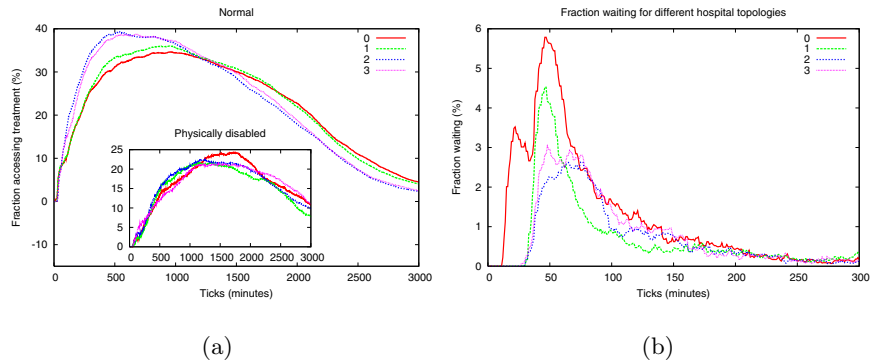 Normal
Fraction accessing treatment (%)
40
30
20
10
0
-10
0
1
2
3
Physically disabled
25
20
15
10
5
0
0 500 1000 1500 2000 2500 3000
0 500 1000 1500 2000 2500 3000
Ticks (minutes)
(a)
Fraction waiting for different hospital topologies
Fraction waiting (%)
6
5
4
3
2
1
0
0
1
2
3
0 50 100 150 200 250 300
Ticks (minutes)
(b)